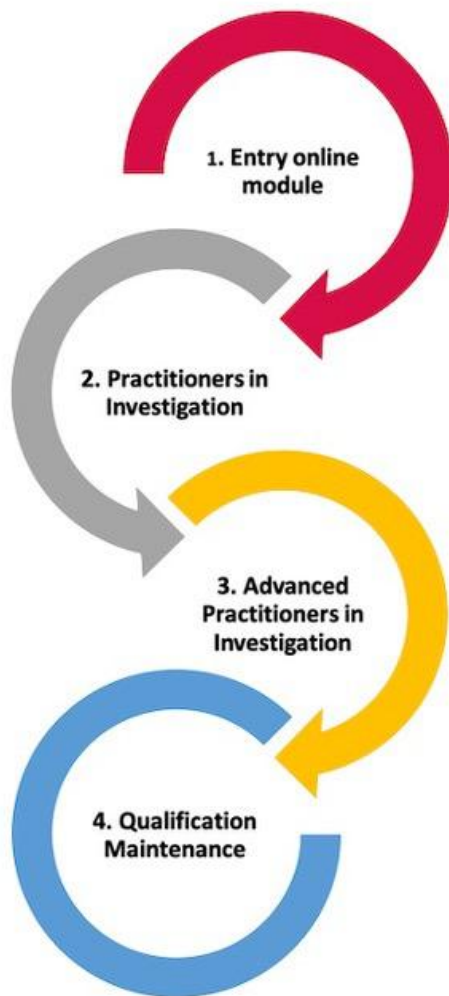 1. Entry online
module
2. Practitioners in
Investigation
3. Advanced
Practitioners in
Investigation
4. Qualification
Maintenance